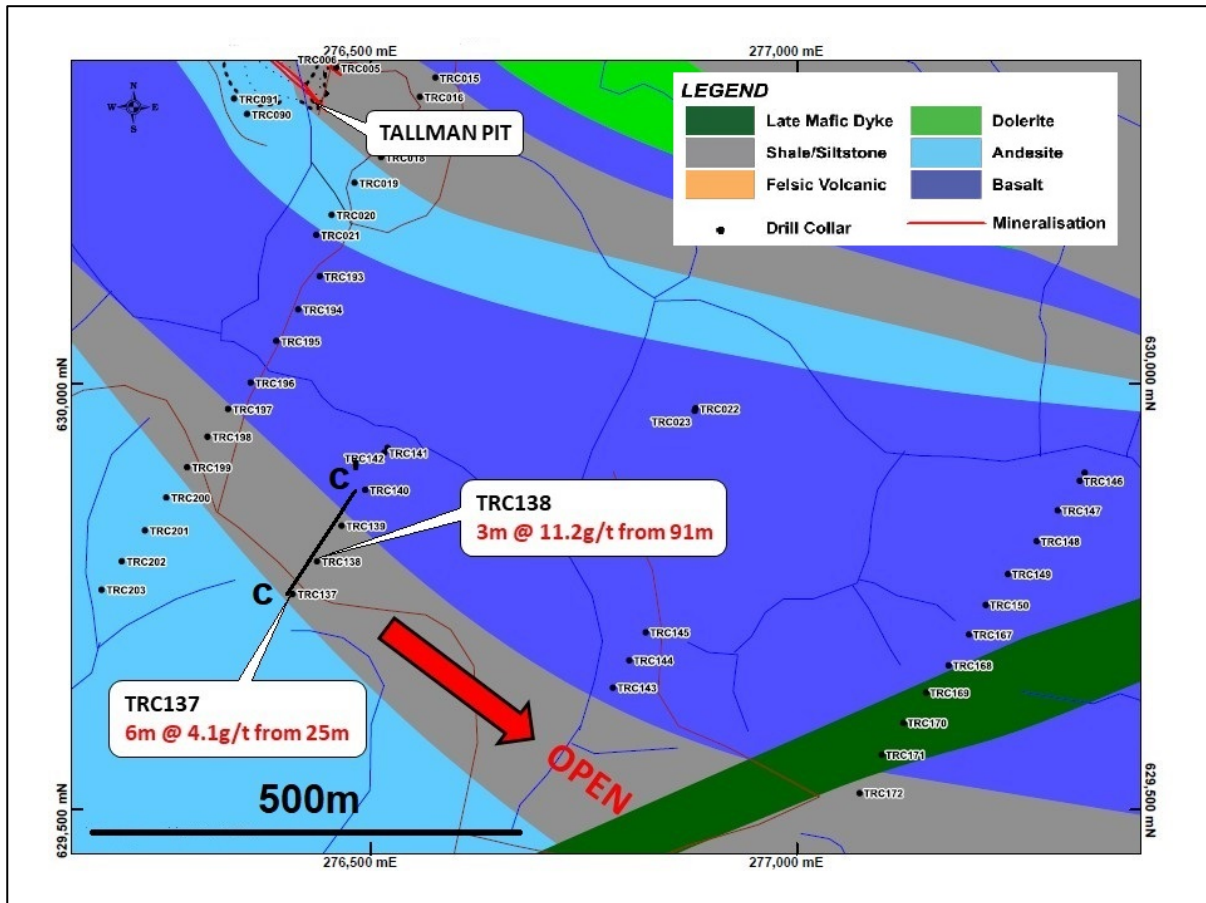 276,500 mE
277,000 mE
TRC006
TRC005
TRC015
TRC016
TRC091
TRC090
TALLMAN PIT
TRC018
TRC019
TRC020
TRC021
TRC193
TRC194
TRC195
TRC196
TRC197
TRC198
TRC199
TRC200
TRC201
TRC202
TRC203
N
W E
S
LEGEND
Late Mafic Dyke
Dolerite
Shale/Siltstone
Andesite
Felsic Volcanic
Basalt
Drill Collar
Mineralisation
630,000 mN
630,000 mN
TRC022
TRC023
TRC141
TRC142
C'
TRC140
TRC139
TRC138
TRC137
C
TRC138
3m @ 11.2g/t from 91m
TRC137
6m @ 4.1g/t from 25m
TRC146
TRC147
TRC148
TRC149
TRC150
TRC167
TRC168
TRC169
TRC170
TRC171
TRC172
TRC145
TRC144
TRC143
OPEN
500m
629,500 mN
629,500 mN
276,500 mE
277,000 mE